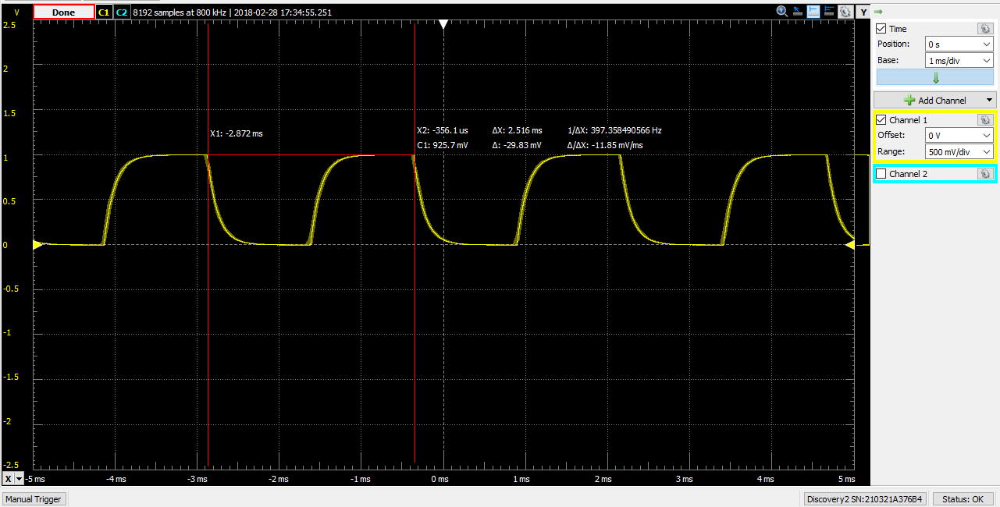 V Done C1 C2 8192 samples at 800 kHz | 2018-02-28 17:34:55.251 Y
2.5
2
1.5
1
0.5
0
-0.5
-1
-1.5
-2
-2.5
X1: -2.872 ms
X2: -356.1 us ΔX: 2.516 ms 1/ΔX: 397.358490566 Hz
C1: 925.7 mV Δ: -29.83 mV Δ/ΔX: -11.85 mV/ms
X -5 ms -4 ms -3 ms -2 ms -1 ms 0 ms 1 ms 2 ms 3 ms 4 ms 5 ms
Time
Position: 0 s
Base: 1 ms/div
Add Channel
Channel 1
Offset: 0 V
Range: 500 mV/div
Channel 2
Manual Trigger Discovery2 SN:210321A376B4 Status: OK